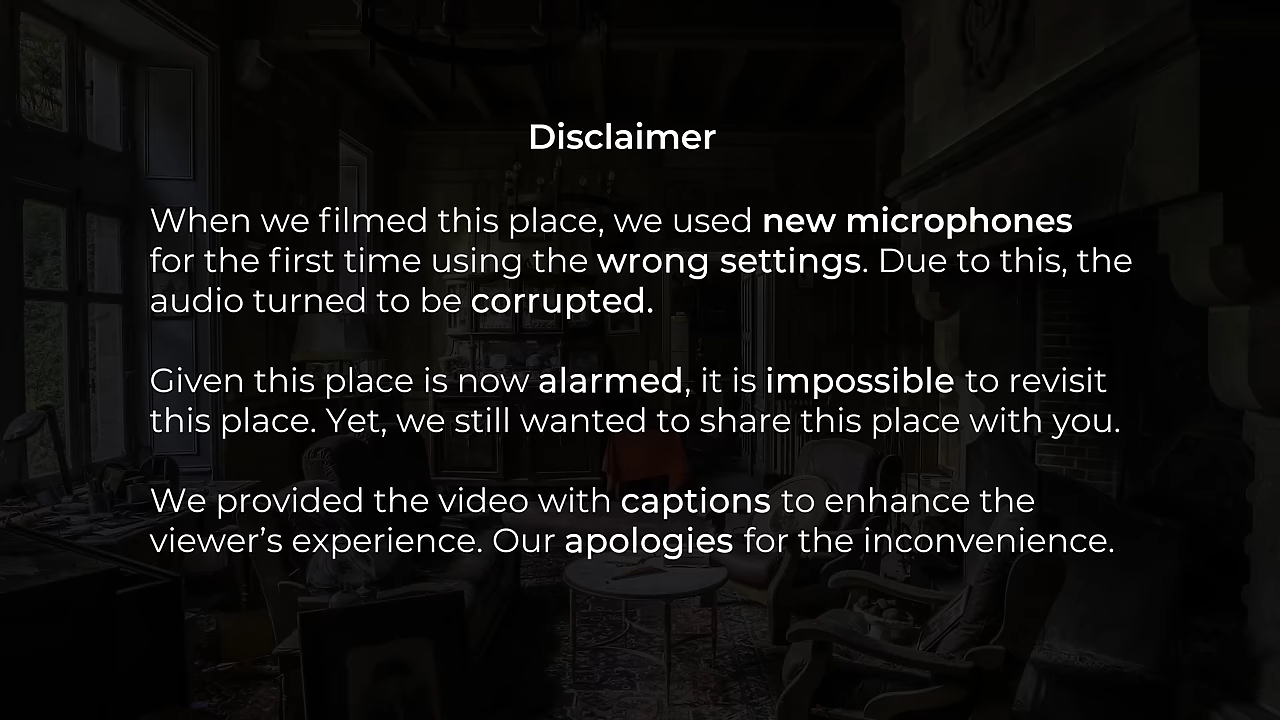 Disclaimer
When we filmed this place, we used new microphones
for the first time using the wrong settings. Due to this, the
audio turned to be corrupted.
Given this place is now alarmed, it is impossible to revisit
this place. Yet, we still wanted to share this place with you.
We provided the video with captions to enhance the
viewer’s experience. Our apologies for the inconvenience.